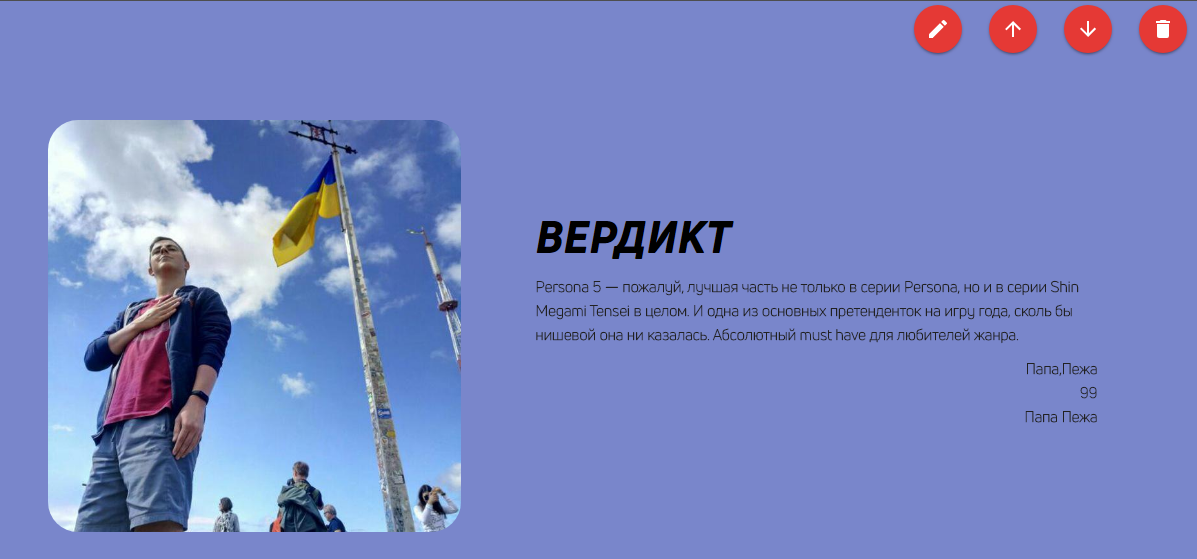 ВЕРДИКТ
Persona 5 — пожалуй, лучшая часть не только в серии Persona, но и в серии Shin
Megami Tensei в целом. И одна из основных претенденток на игру года, сколь бы
нишевой она ни казалась. Абсолютный must have для любителей жанра.
Папа,Пежа
99
Папа Пежа